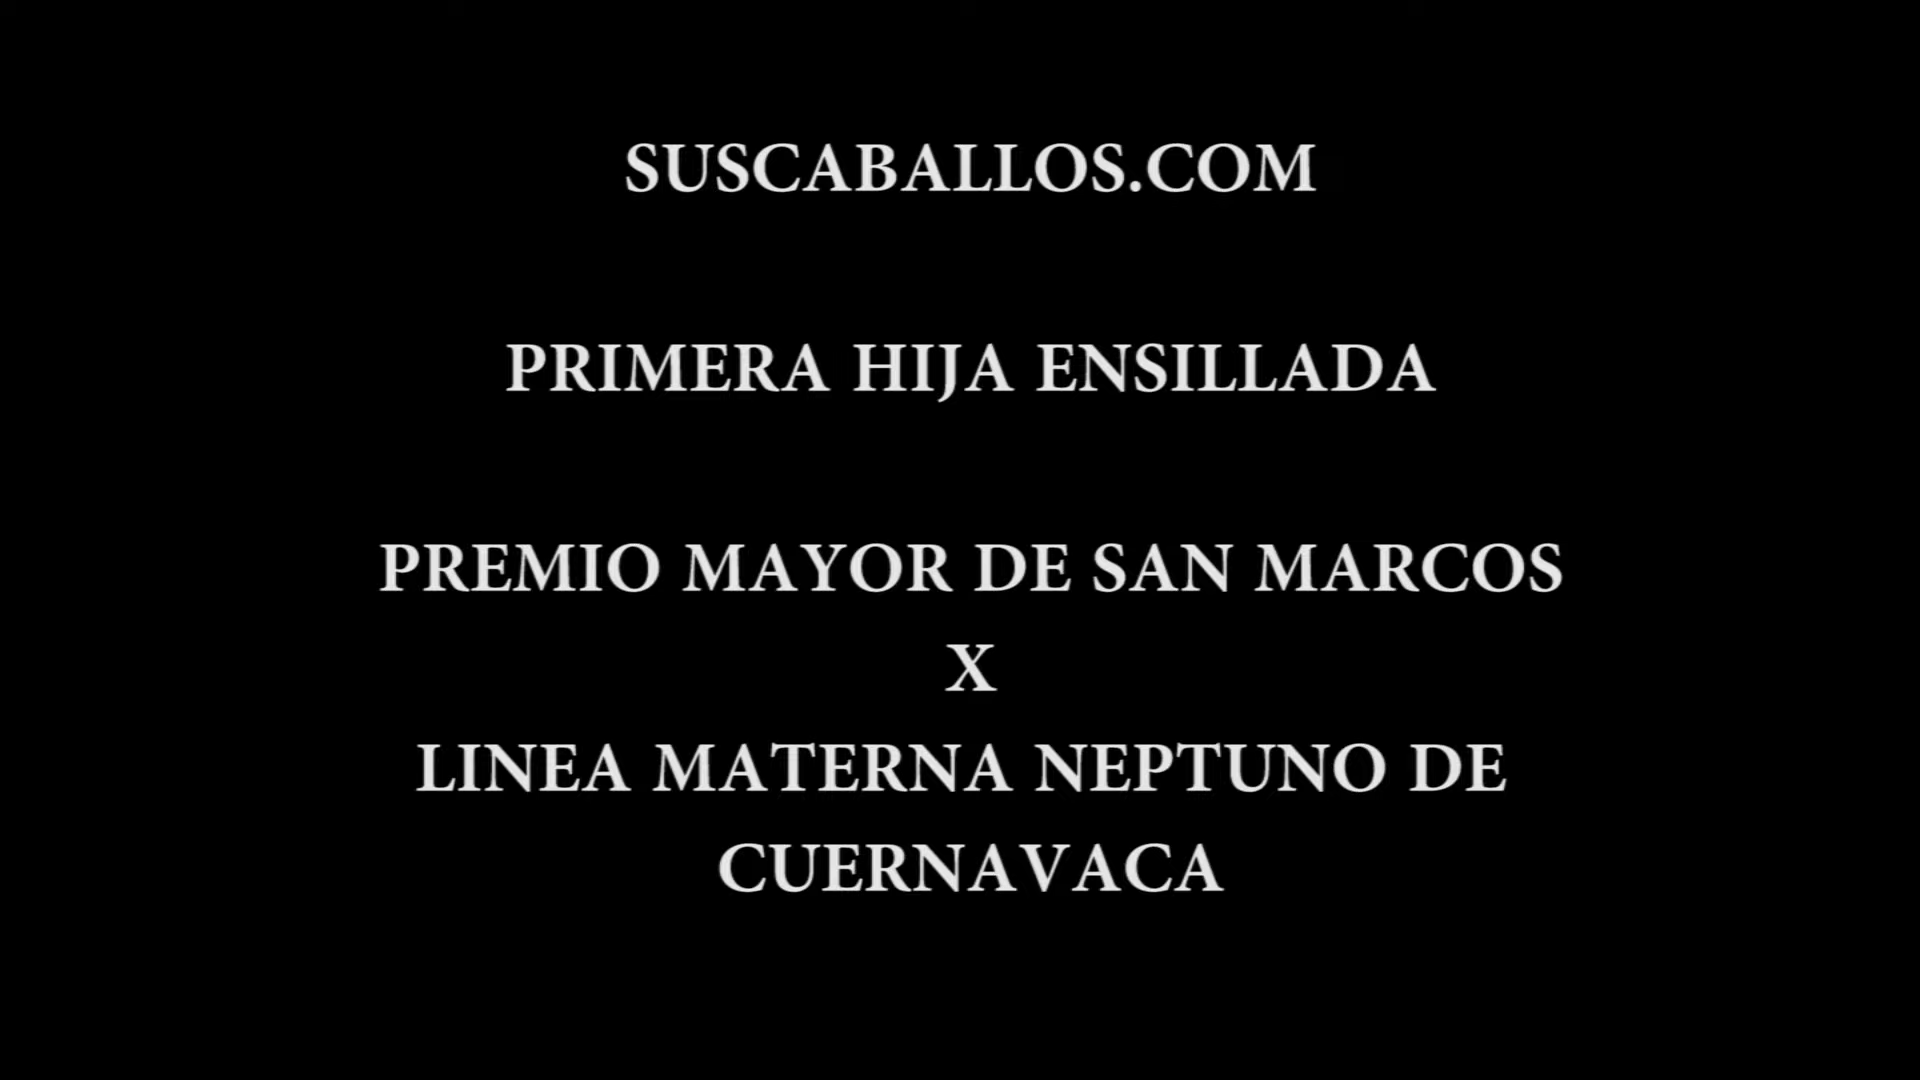 SUSCABALLOS.COM
PRIMERA HIJA ENSILLADA
PREMIO MAYOR DE SAN MARCOS
X
LINEA MATERNA NEPTUNO DE
CUERNAVACA